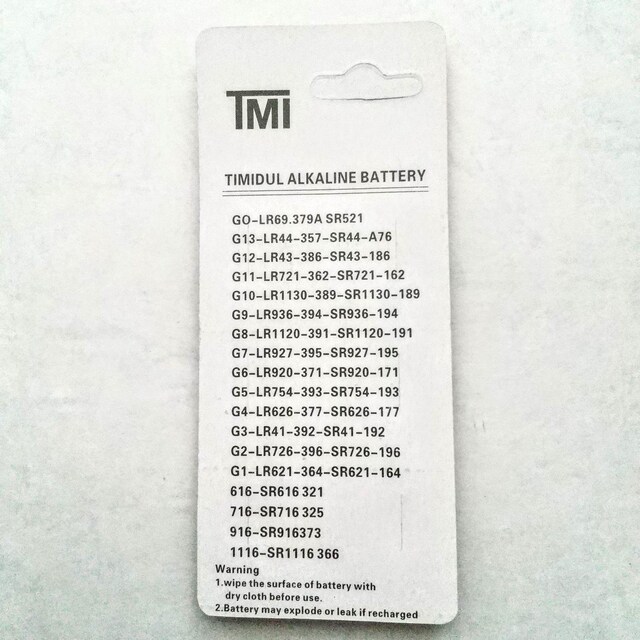 TMI
TIMIDUL ALKALINE BATTERY
GO-LR69.379A SR521
G13-LR44-357-SR44-A76
G12-LR43-386-SR43-186
G11-LR721-362-SR721-162
G10-LR1130-389-SR1130-189
G9-LR936-394-SR936-194
G8-LR1120-391-SR1120-191
G7-LR927-395-SR927-195
G6-LR920-371-SR920-171
G5-LR754-393-SR754-193
G4-LR626-377-SR626-177
G3-LR41-392-SR41-192
G2-LR726-396-SR726-196
G1-LR621-364-SR621-164
616-SR616 321
716-SR716 325
916-SR916373
1116-SR1116 366
Warning
1.wipe the surface of battery with
dry cloth before use.
2.Battery may explode or leak if recharged